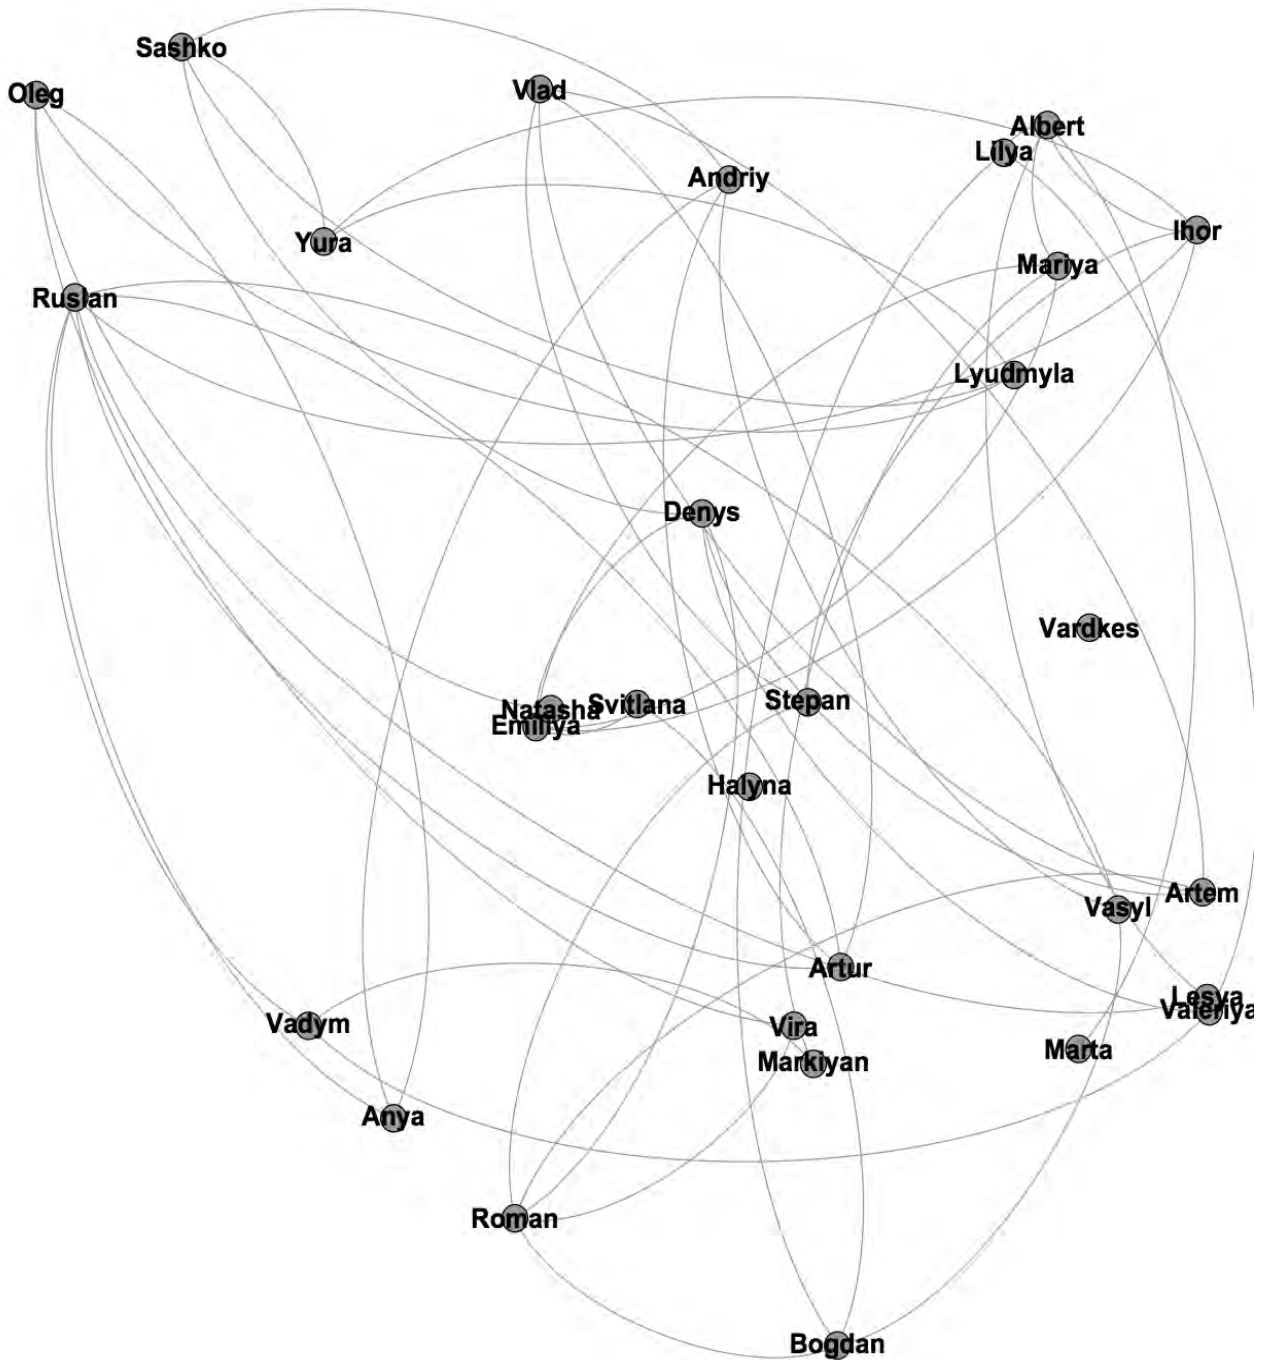 Sashko
Oleg
Vlad
Albert
Lilya
Andriy
Ihor
Yura
Mariya
Ruslan
Lyudmyla
Denys
Vardkes
Natasha
Svitlana
Stepan
Emiliya
Halyna
Artem
Vasyl
Artur
Lesya
Valeriya
Vadym
Vira
Marta
Markiyan
Anya
Roman
Bogdan